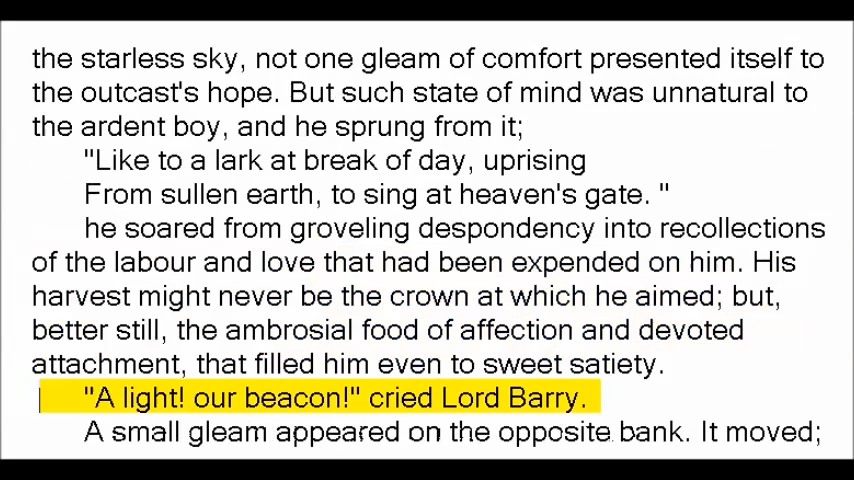 the starless sky, not one gleam of comfort presented itself to
the outcast's hope. But such state of mind was unnatural to
the ardent boy, and he sprung from it;
"Like to a lark at break of day, uprising
From sullen earth, to sing at heaven's gate. "
he soared from groveling despondency into recollections
of the labour and love that had been expended on him. His
harvest might never be the crown at which he aimed; but,
better still, the ambrosial food of affection and devoted
attachment, that filled him even to sweet satiety.
"A light! our beacon!" cried Lord Barry.
A small gleam appeared on the opposite bank. It moved;